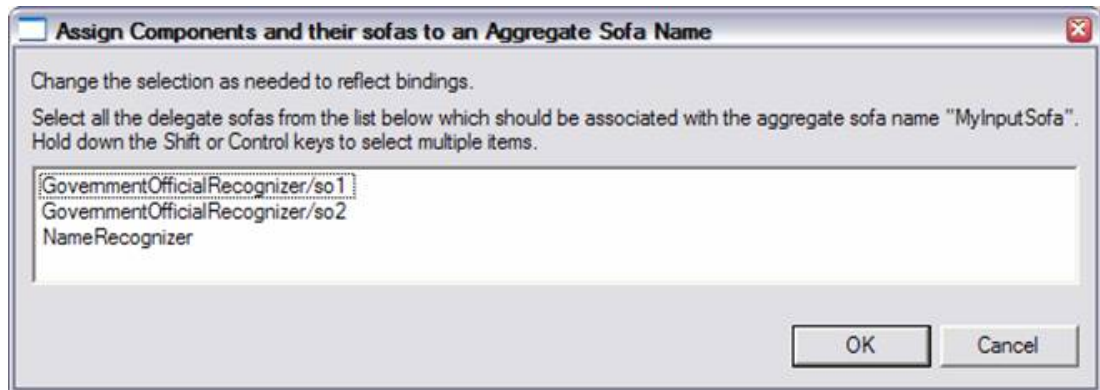 Assign Components and their sofas to an Aggregate Sofa Name
Change the selection as needed to reflect bindings.
Select all the delegate sofas from the list below which should be associated with the aggregate sofa name "MyInputSofa".
Hold down the Shift or Control keys to select multiple items.
GovernmentOfficialRecognizer/so1
GovernmentOfficialRecognizer/so2
NameRecognizer
OK
Cancel